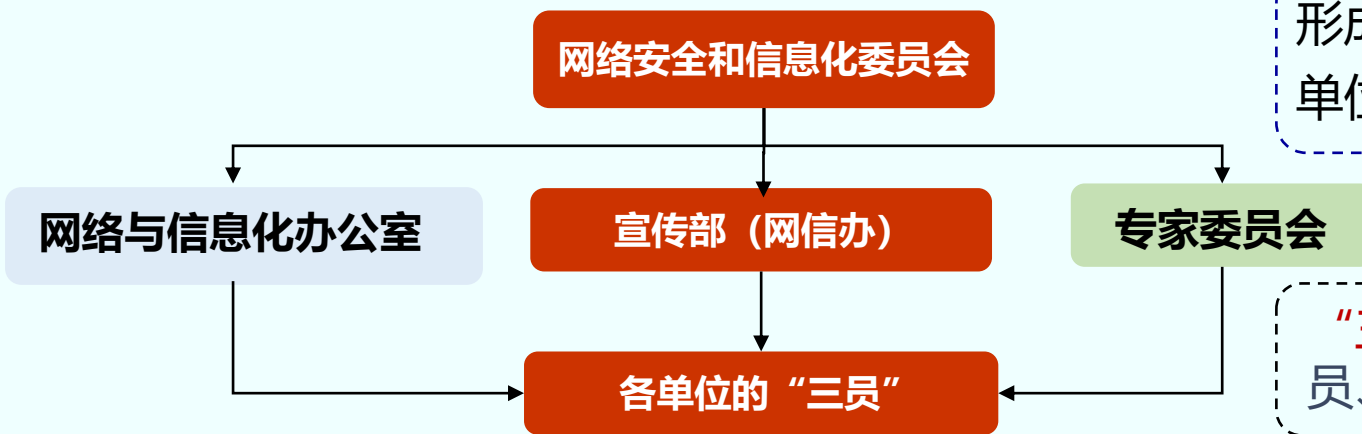 网络安全和信息化委员会
单位
网络与信息化办公室
宣传部（网信办）
专家委员会
各单位的“三员”
员、